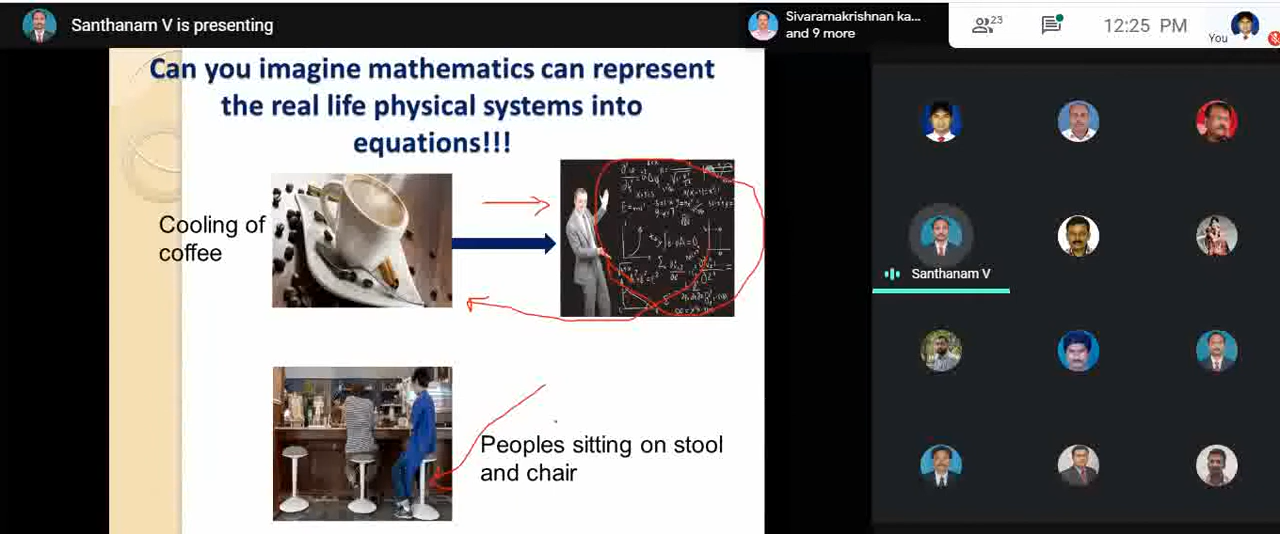 Santhanam V is presenting
Sivaramakrishnan ka...
and 9 more
23
12:25 PM
You
Can you imagine mathematics can represent
the real life physical systems into
equations!!!
Cooling of
coffee
Santhanam V
Peoples sitting on stool
and chair